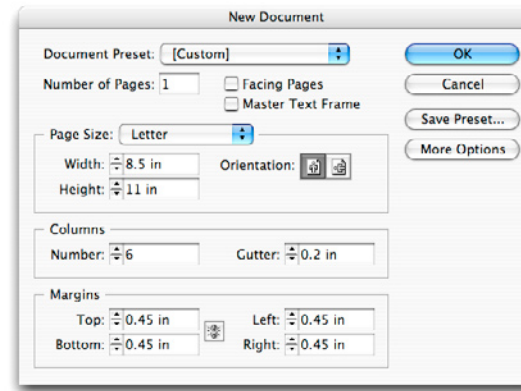 New Document
Document Preset: [Custom]
OK
Number of Pages: 1
Facing Pages
Cancel
Master Text Frame
Save Preset...
Page Size: Letter
More Options
Width: 8.5 in
Orientation:
Height: 11 in
Columns
Number: 6
Gutter: 0.2 in
Margins
Top: 0.45 in
Left: 0.45 in
Bottom: 0.45 in
Right: 0.45 in